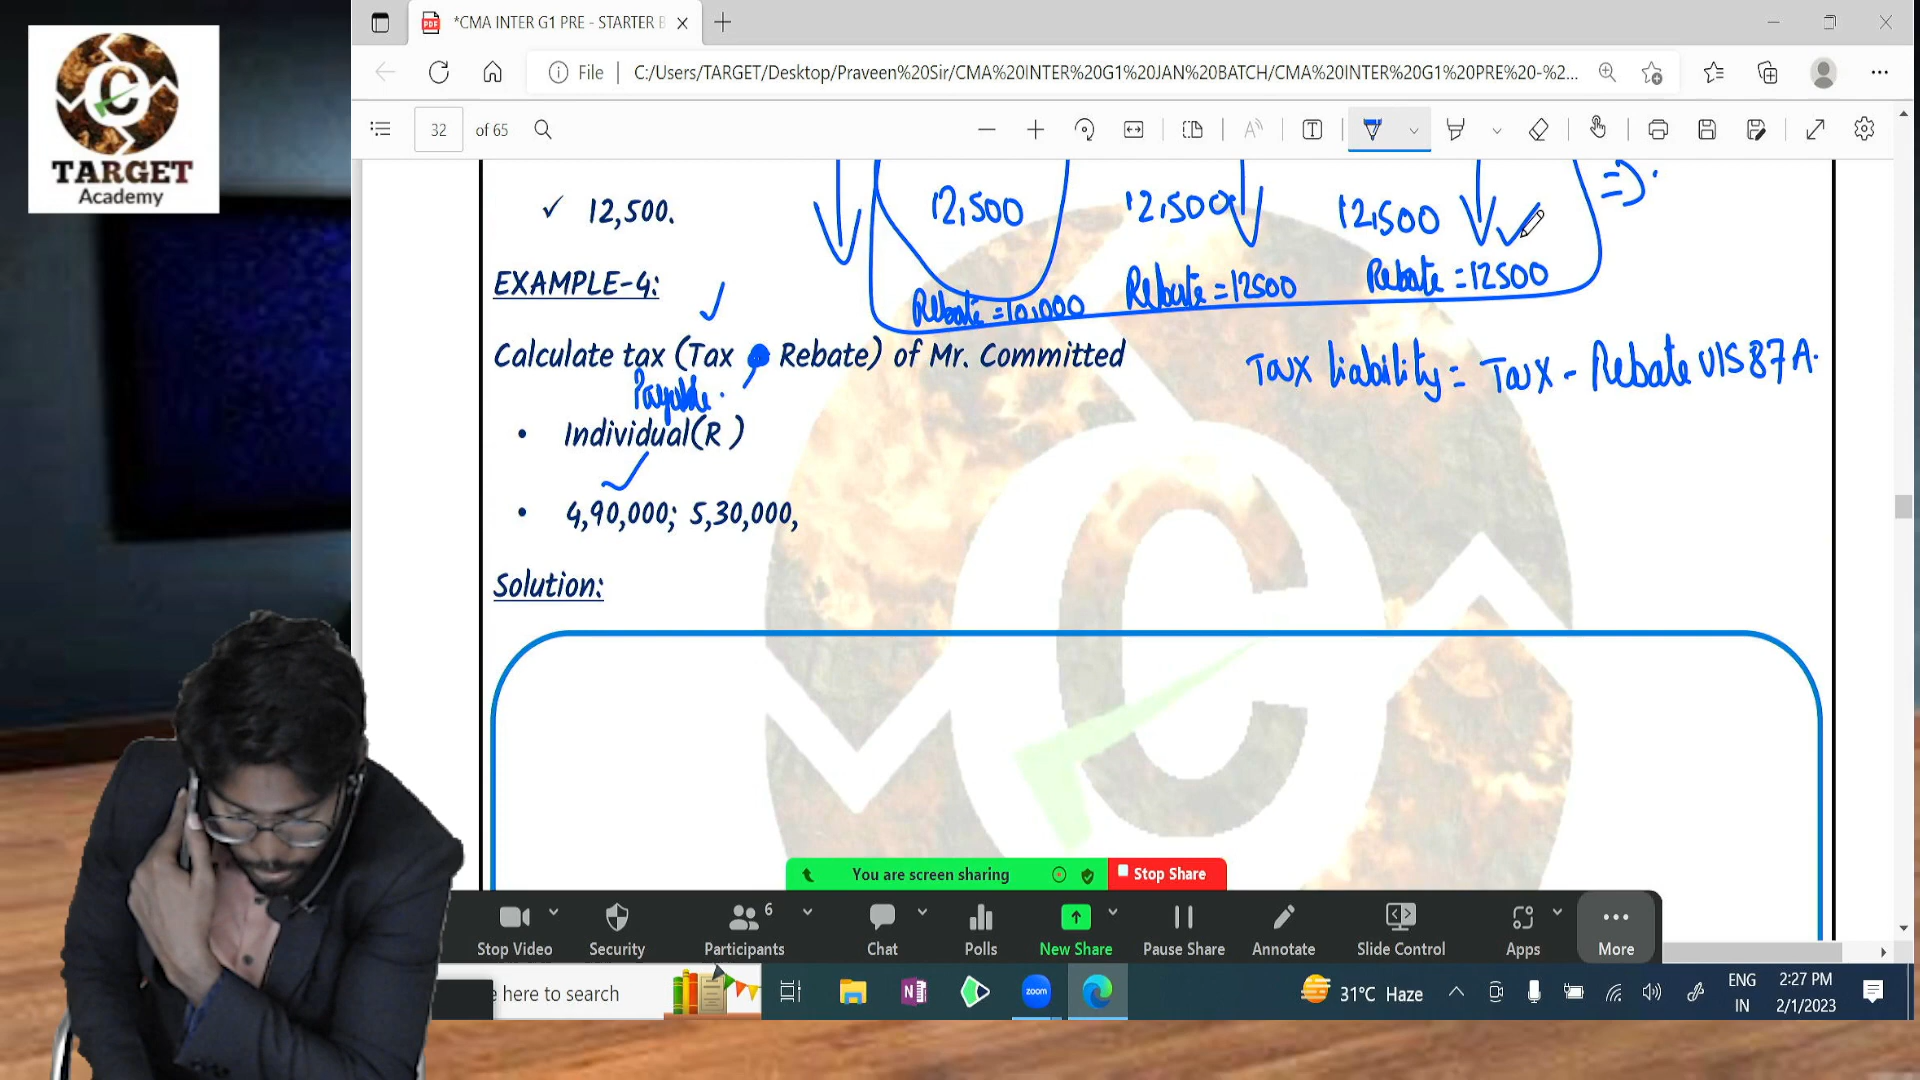 TARGET
Academy
*CMA INTER G1 PRE - STARTER B
File
C:/Users/TARGET/Desktop/Praveen%20Sir/CMA%20INTER%20G1%20JAN%20BATCH/CMA%20INTER%20G1%20PRE%20-%2...
32 of 65
✓ 12,500.
12,500 12,500 12,500
Rebate = 10,000 Rebate = 12500 Rebate = 12500
EXAMPLE-4:
Calculate tax (Tax Rebate) of Mr. Committed
Payable.
Tax liability = Tax - Rebate U/S 87A.
• Individual(R )
• 4,90,000; 5,30,000,
Solution:
You are screen sharing Stop Share
6
Stop Video Security Participants Chat Polls New Share Pause Share Annotate Slide Control Apps More
e here to search
zoom
31°C Haze
ENG
IN
2:27 PM
2/1/2023